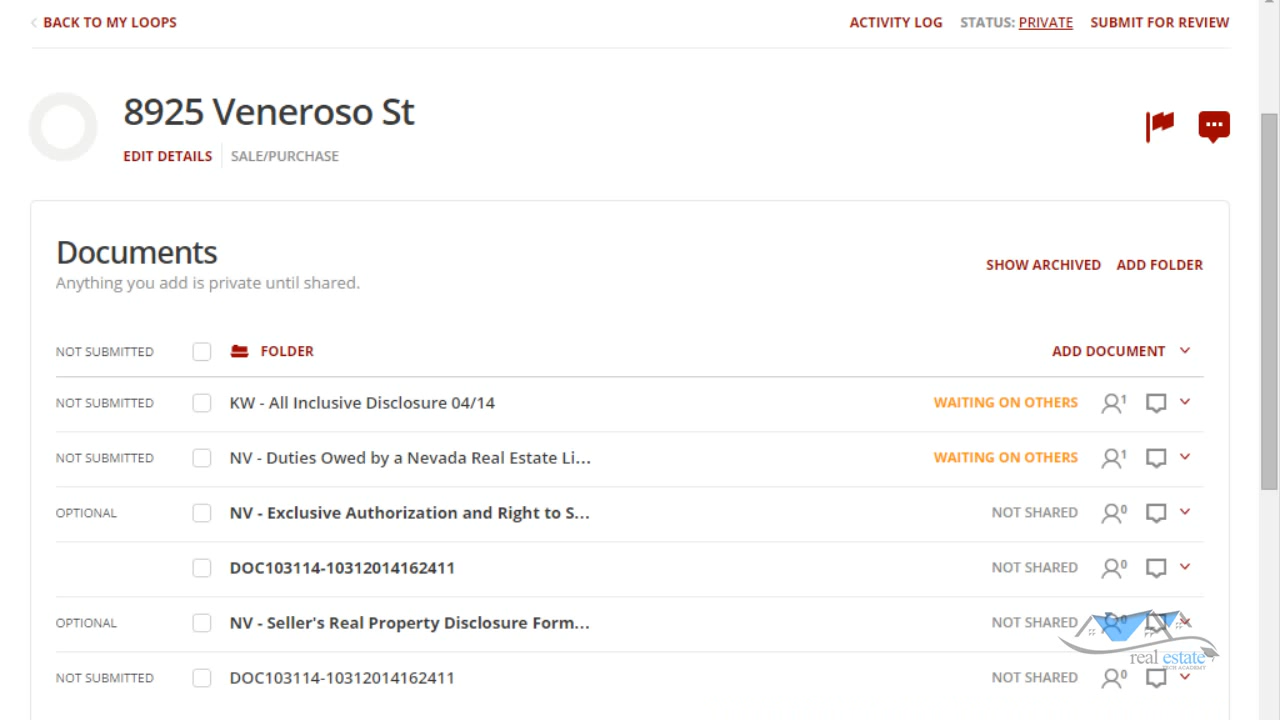 BACK TO MY LOOPS
ACTIVITY LOG STATUS: PRIVATE SUBMIT FOR REVIEW
8925 Veneroso St
EDIT DETAILS SALE/PURCHASE
Documents
Anything you add is private until shared.
SHOW ARCHIVED ADD FOLDER
NOT SUBMITTED FOLDER ADD DOCUMENT
NOT SUBMITTED KW - All Inclusive Disclosure 04/14 WAITING ON OTHERS 1
NOT SUBMITTED NV - Duties Owed by a Nevada Real Estate Li... WAITING ON OTHERS 1
OPTIONAL NV - Exclusive Authorization and Right to S... NOT SHARED 0
DOC103114-10312014162411 NOT SHARED 0
OPTIONAL NV - Seller's Real Property Disclosure Form... NOT SHARED 0
real estate
TECH ACADEMY
NOT SUBMITTED DOC103114-10312014162411 NOT SHARED 0